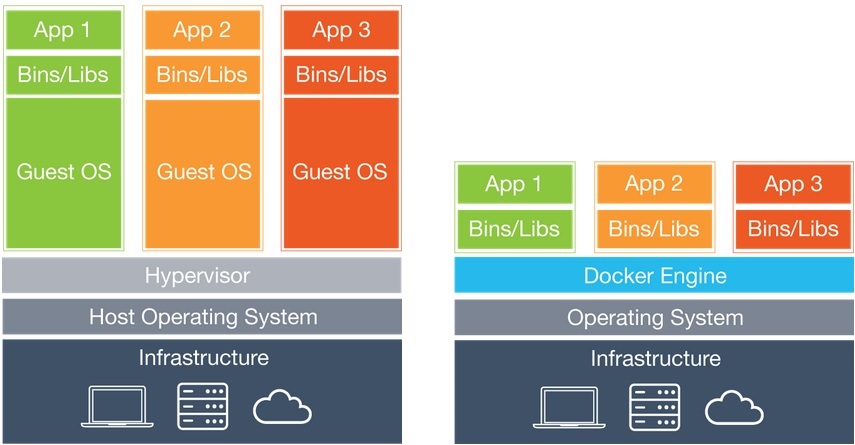 App 1
App 2
App 3
Bins/Libs
Bins/Libs
Bins/Libs
Guest OS
Guest OS
Guest OS
Hypervisor
Host Operating System
Infrastructure
App 1
App 2
App 3
Bins/Libs
Bins/Libs
Bins/Libs
Docker Engine
Operating System
Infrastructure